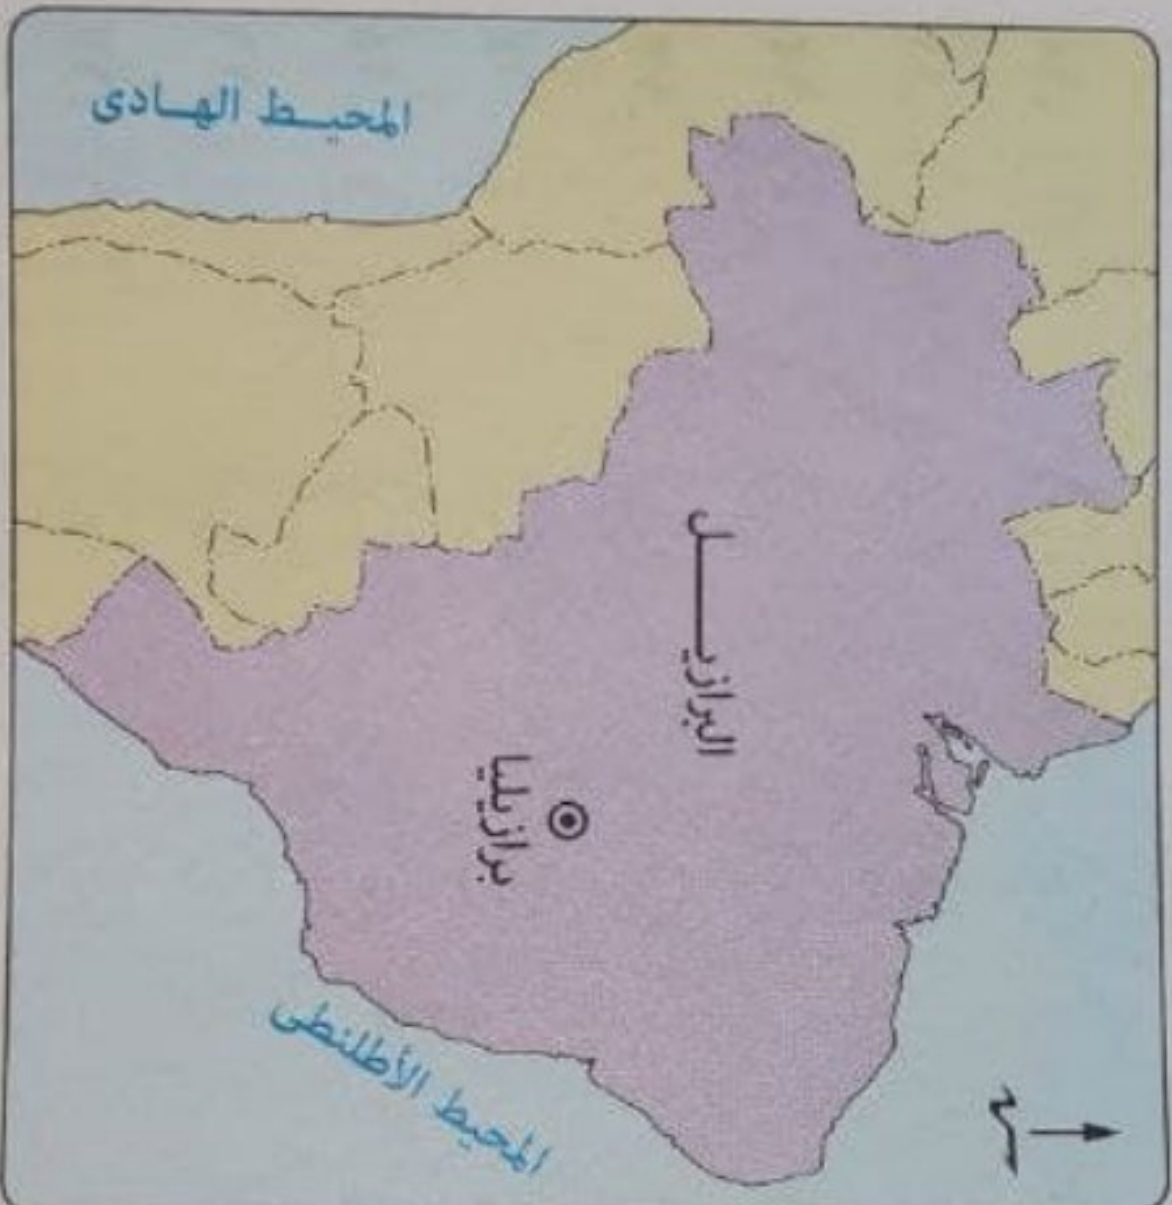 المحيط الهادى
البرازيل
برازيليا
المحيط الأطلنطى